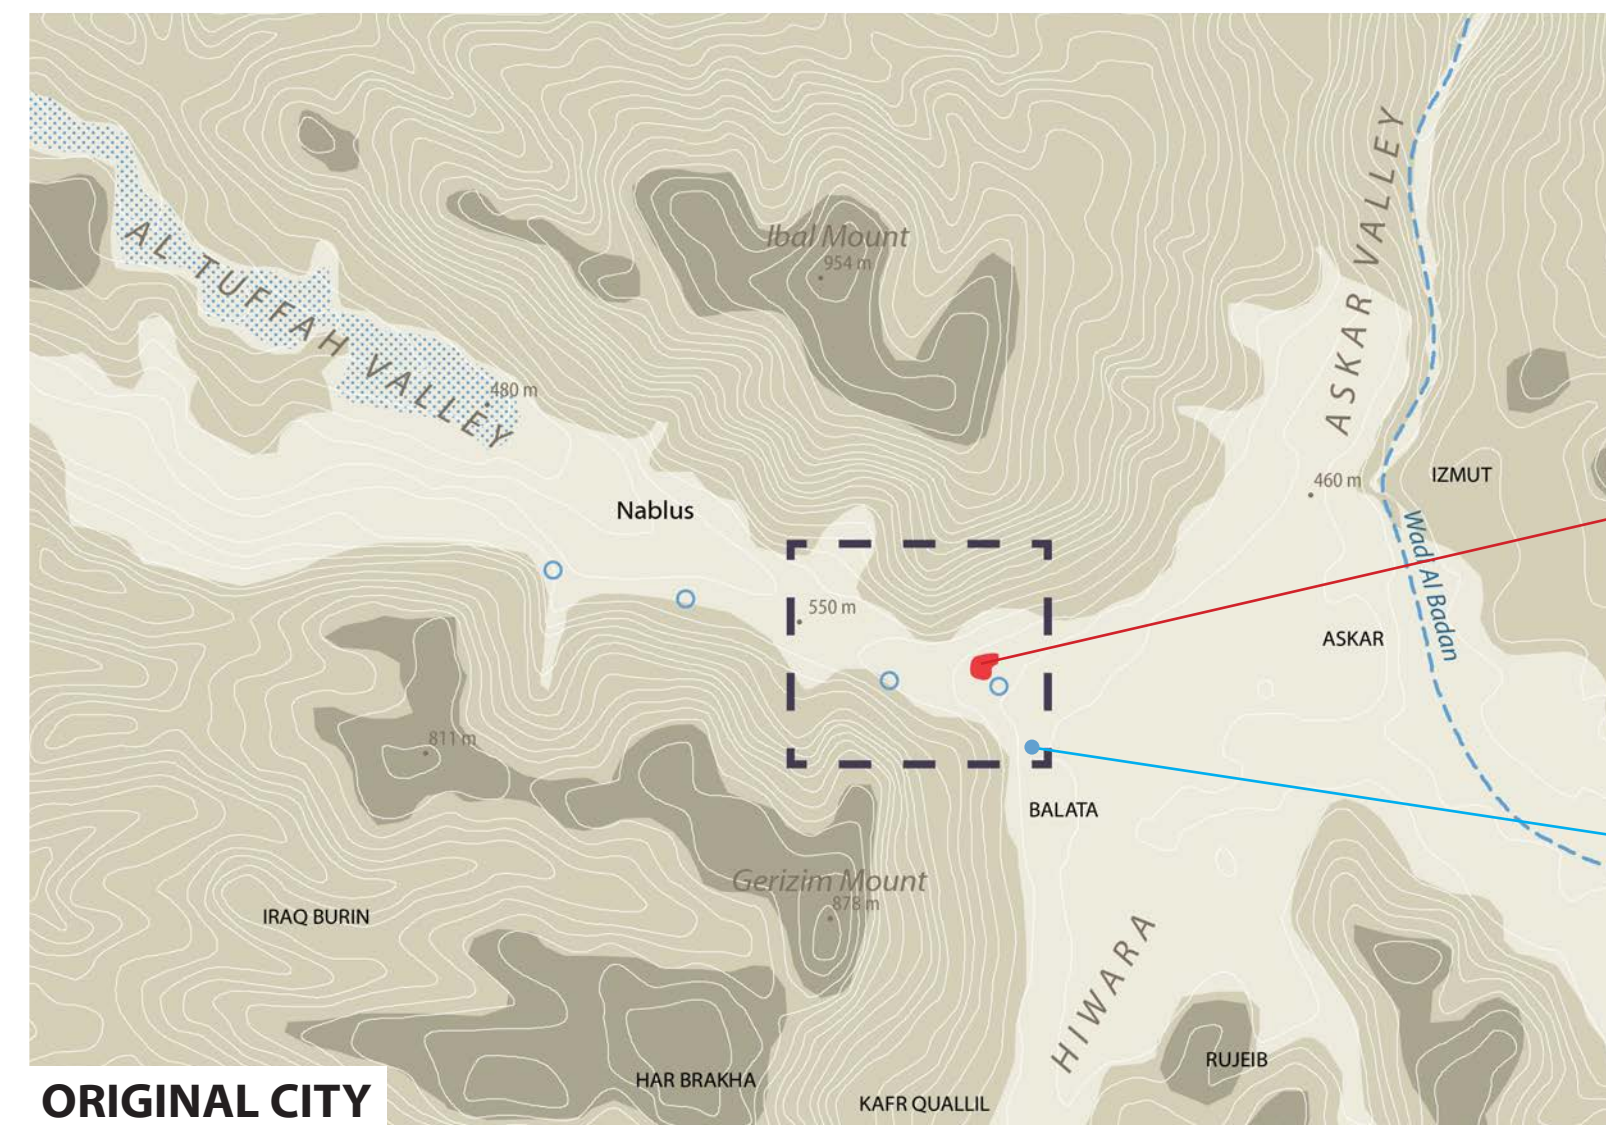 ASKAR VALLEY
Ibal Mount
954 m
AL TUFFAH VALLEY
480 m
460 m
IZMUT
Nablus
Wadi Al Badan
550 m
ASKAR
811 m
BALATA
Gerizim Mount
878 m
IRAQ BURIN
HIWARA
RUJEIB
HAR BRAKHA
KAFR QUALLIL
ORIGINAL CITY